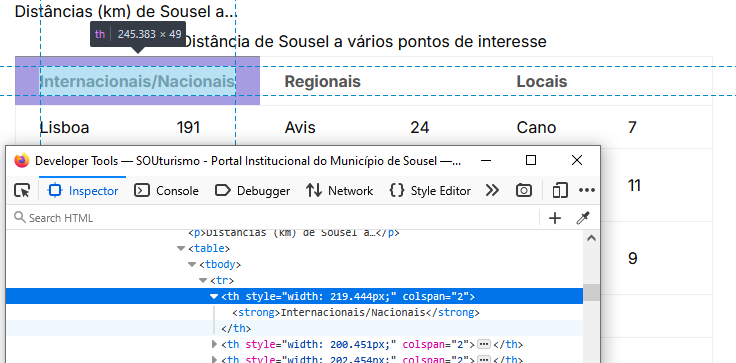 Distâncias (km) de Sousel a...
th 245.383 × 49
Distância de Sousel a vários pontos de interesse
Internacionais/Nacionais Regionais Locais
Lisboa 191 Avis 24 Cano 7
11
9
Developer Tools — SOUturismo - Portal Institucional do Município de Sousel —...
Inspector Console Debugger Network Style Editor
Search HTML
<p>Distâncias (km) de Sousel a…</p>
<table>
<tbody>
<tr>
<th style="width: 219.444px;" colspan="2">
<strong>Internacionais/Nacionais</strong>
</th>
<th style="width: 200.451px;" colspan="2"> </th>
<th style="width: 202.454px;" colspan="2"> </th>